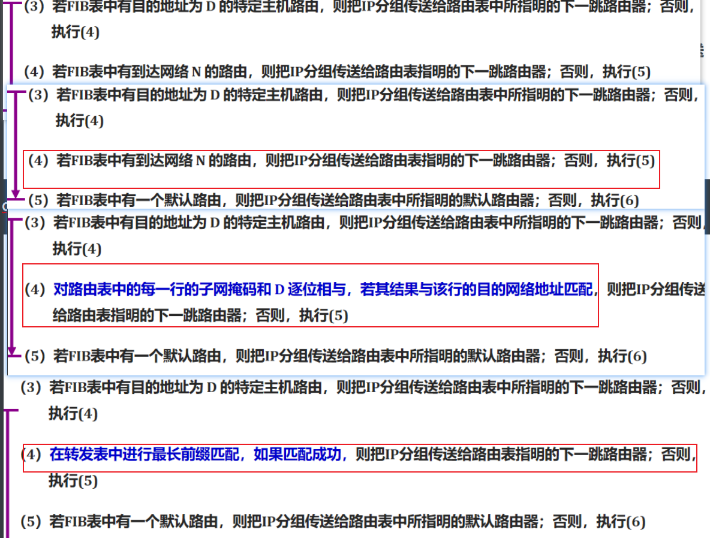 (3）若FIB表中有目的地址为 D 的特定主机路由，则把IP分组传送给路由表中所指明的下一跳路由器；否则，
执行(4)
(4）若FIB表中有到达网络 N 的路由，则把IP分组传送给路由表指明的下一跳路由器；否则，执行(5)
(3）若FIB表中有目的地址为 D 的特定主机路由，则把IP分组传送给路由表中所指明的下一跳路由器；否则，
执行(4)
(4）若FIB表中有到达网络 N 的路由，则把IP分组传送给路由表指明的下一跳路由器；否则，执行(5)
(5）若FIB表中有一个默认路由，则把IP分组传送给路由表中所指明的默认路由器；否则，执行(6)
(3）若FIB表中有目的地址为 D 的特定主机路由，则把IP分组传送给路由表中所指明的下一跳路由器；否则，
执行(4)
(4）对路由表中的每一行的子网掩码和 D 逐位相与，若其结果与该行的目的网络地址匹配，则把IP分组传送
给路由表指明的下一跳路由器；否则，执行(5)
(5）若FIB表中有一个默认路由，则把IP分组传送给路由表中所指明的默认路由器；否则，执行(6)
(3）若FIB表中有目的地址为 D 的特定主机路由，则把IP分组传送给路由表中所指明的下一跳路由器；否则，
执行(4)
(4）在转发表中进行最长前缀匹配，如果匹配成功，则把IP分组传送给路由表指明的下一跳路由器；否则，
执行(5)
(5）若FIB表中有一个默认路由，则把IP分组传送给路由表中所指明的默认路由器；否则，执行(6)